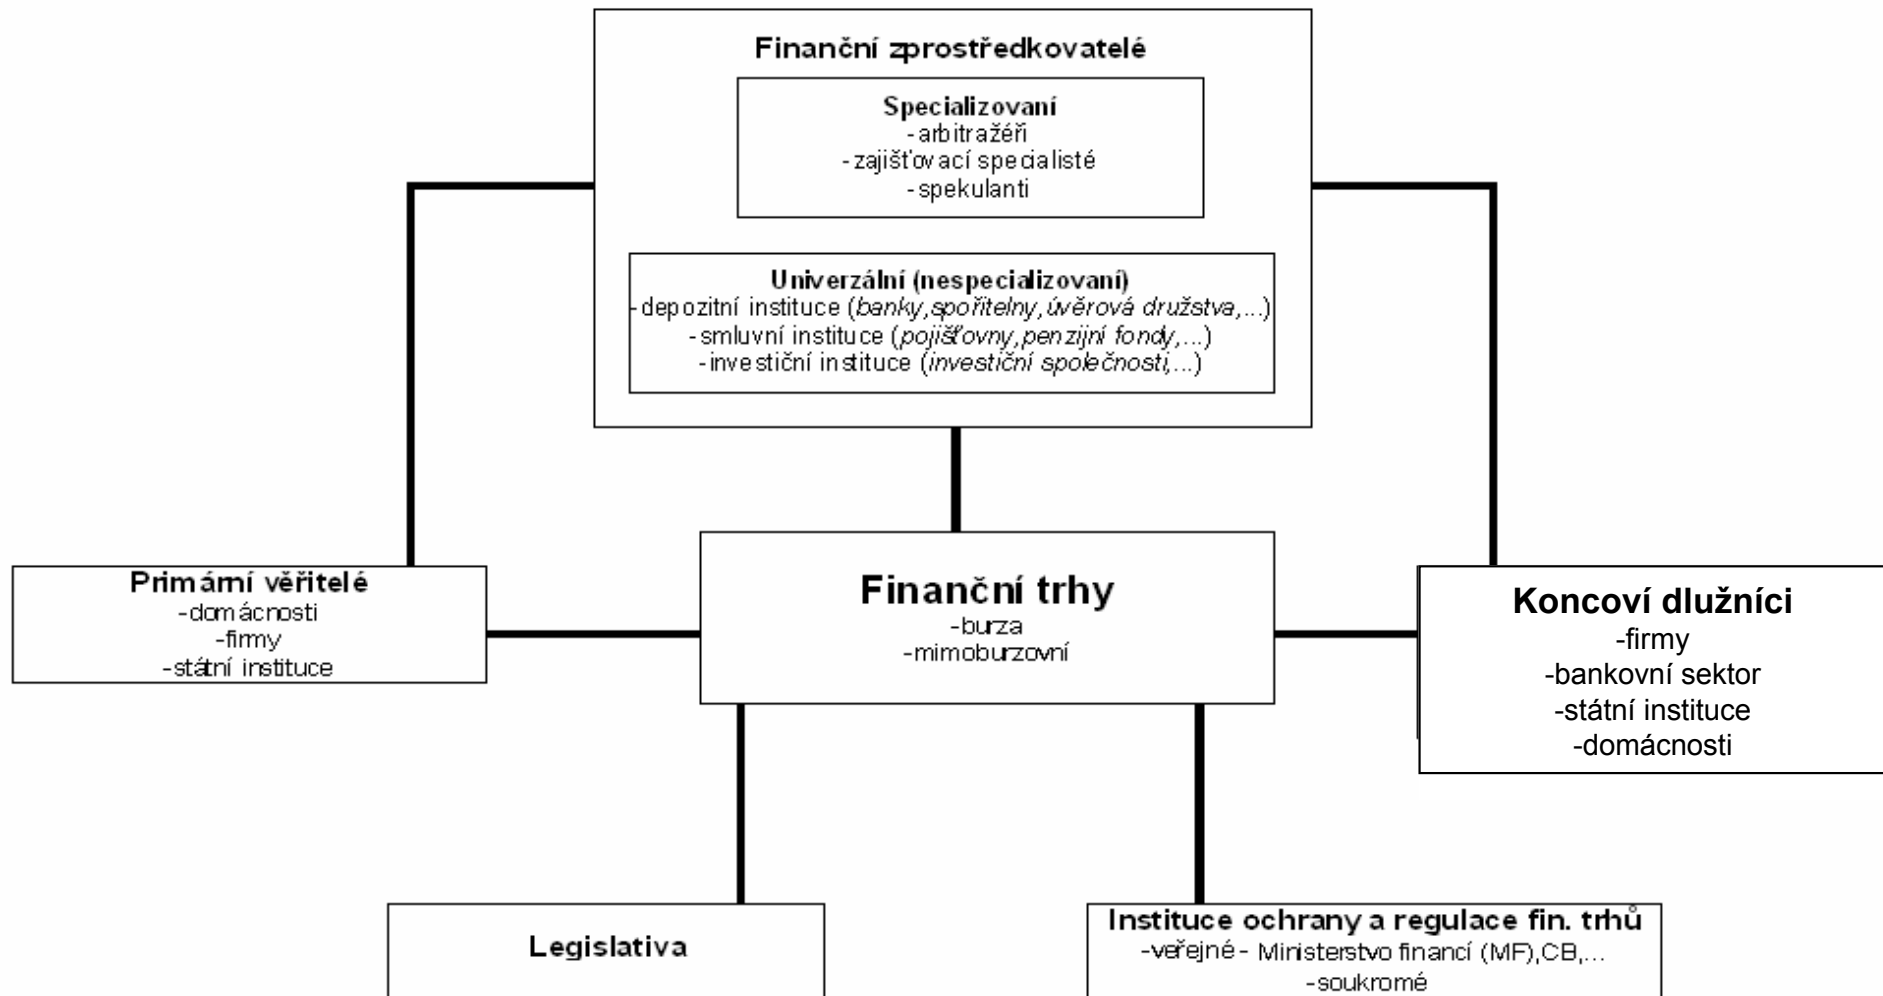 Finanční zprostředkovatelé
Specializovaní
-arbitražéři
-zajišťovací specialisté
-spekulanti
Univerzální (nespecializovaní)
-depozitní instituce (banky,spořitelny,úvěrová družstva,...)
-smluvní instituce (pojišťovny,penzijní fondy,...)
-investiční instituce (investiční společnosti,...)
Primární věřitelé
-domácnosti
-firmy
-státní instituce
Finanční trhy
-burza
-mimoburzovní
Koncoví dlužníci
-firmy
-bankovní sektor
-státní instituce
-domácnosti
Legislativa
Instituce ochrany a regulace fin. trhů
-veřejné - Ministerstvo financí (MF),CB,...
-soukromé